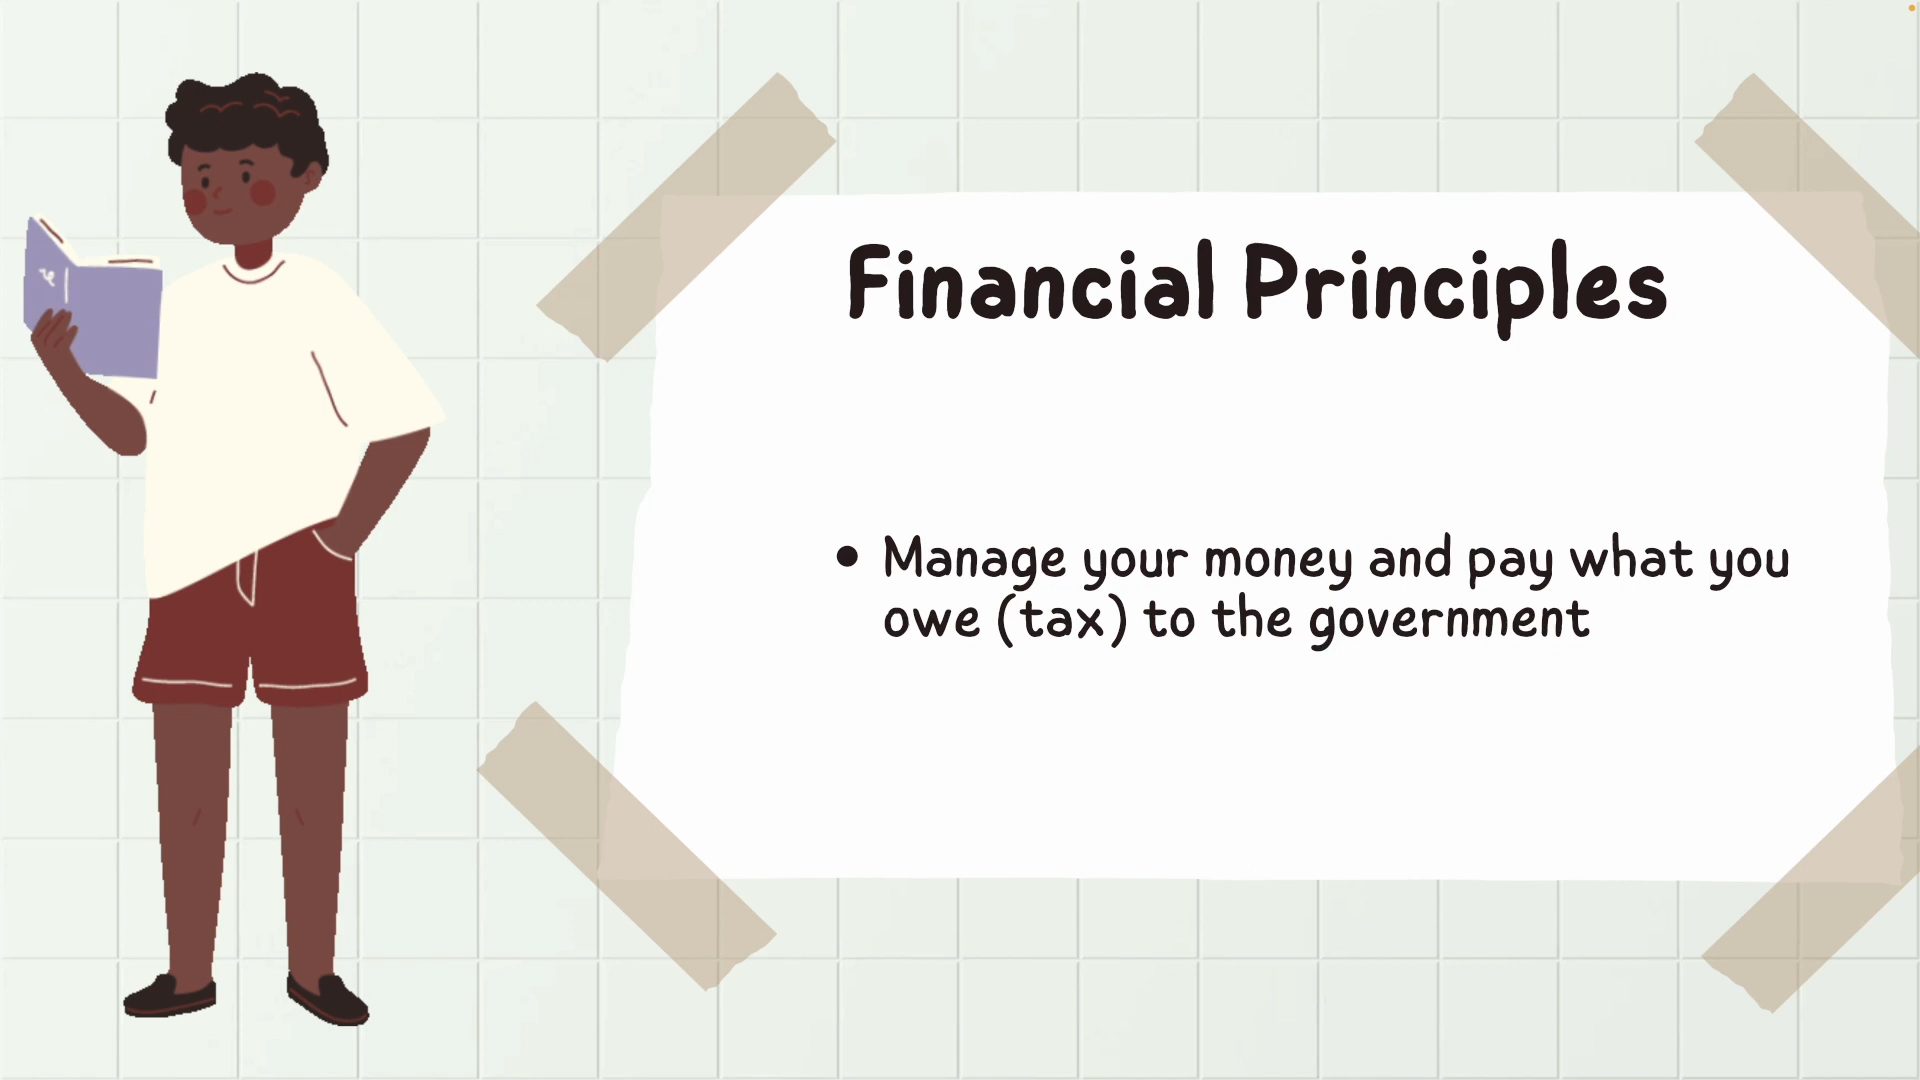 Financial Principles
• Manage your money and pay what you
owe (tax) to the government